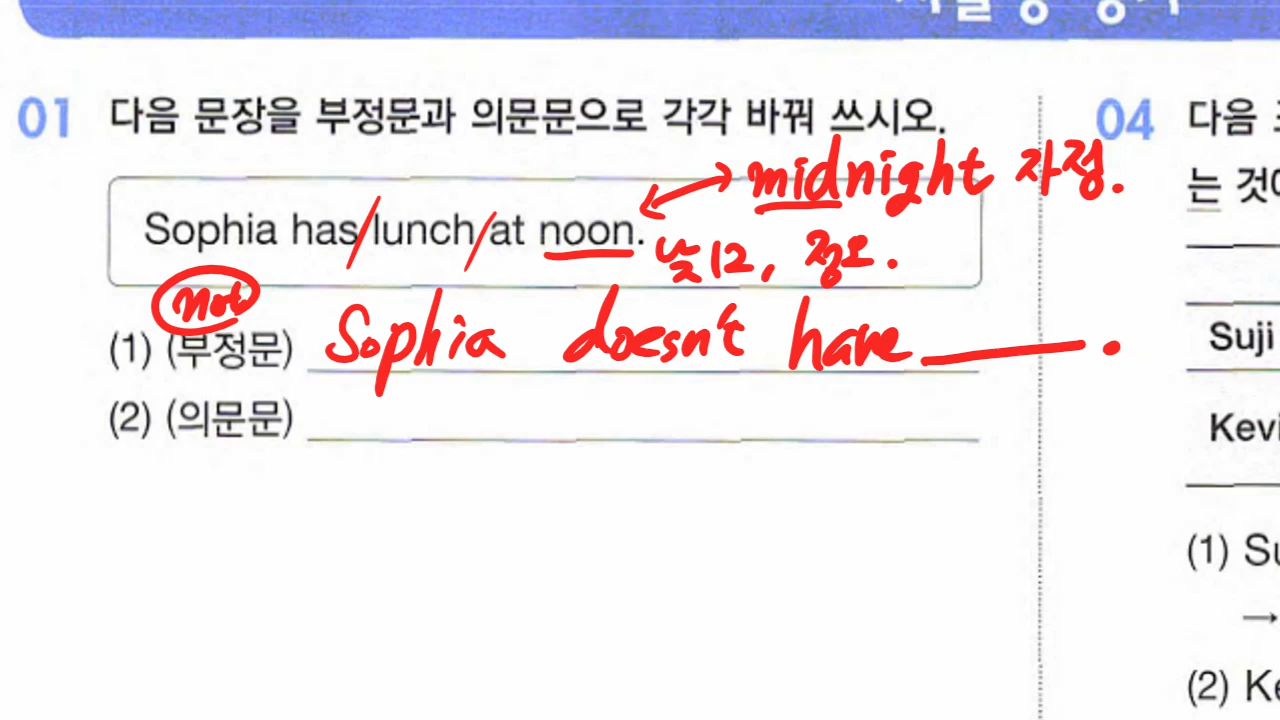 01 다음 문장을 부정문과 의문문으로 각각 바꿔 쓰시오.
Sophia has/lunch/at noon. ↔ midnight 자정.
낮12, 정오.
not
(1) (부정문) Sophia doesn't have ______.
(2) (의문문)
04 다음
는 것
Suji
Kevi
(1) Su
→
(2) Ke